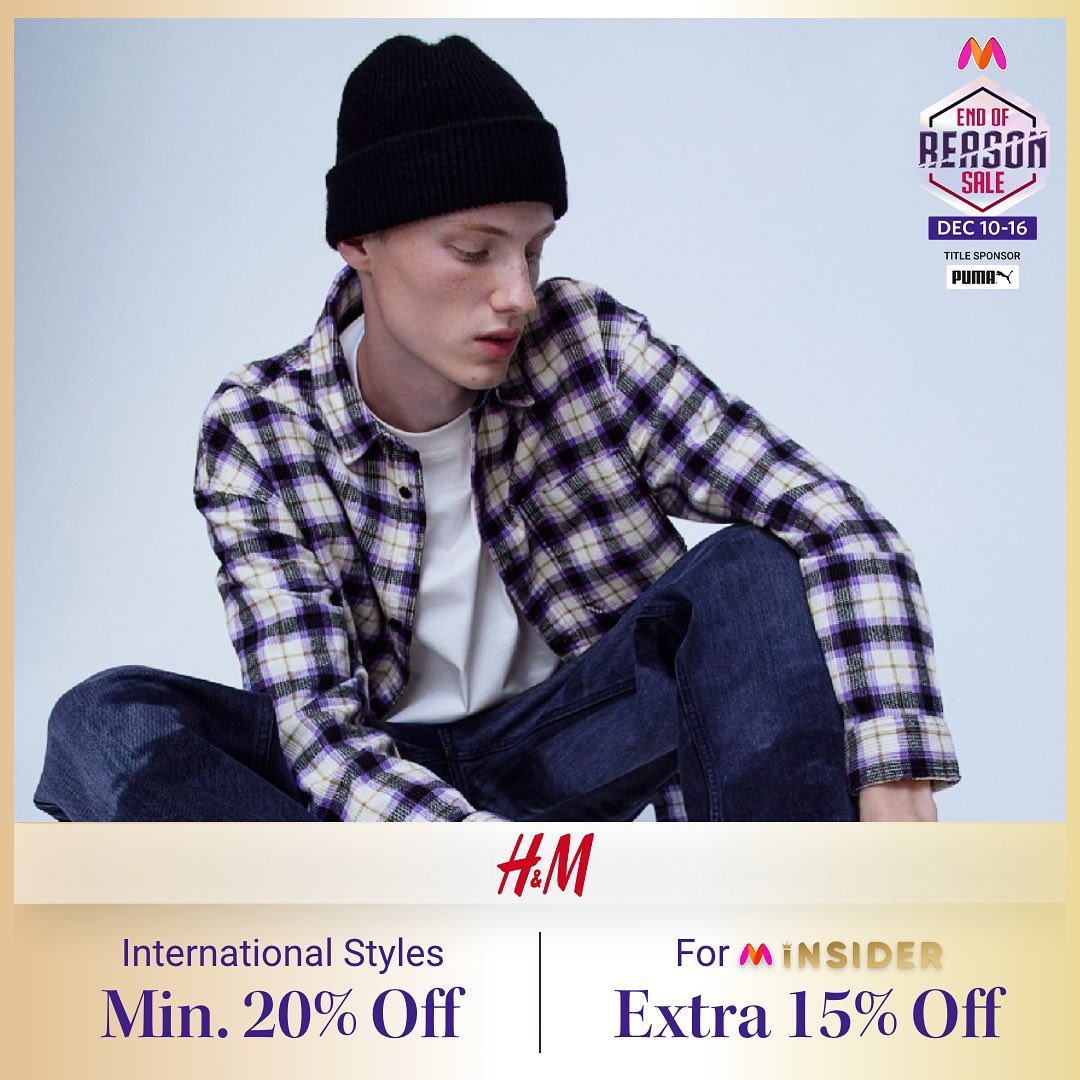 END OF
REASON
SALE
DEC 10-16
TITLE SPONSOR
PUMA
H&M
International Styles
Min. 20% Off
For M INSIDER
Extra 15% Off